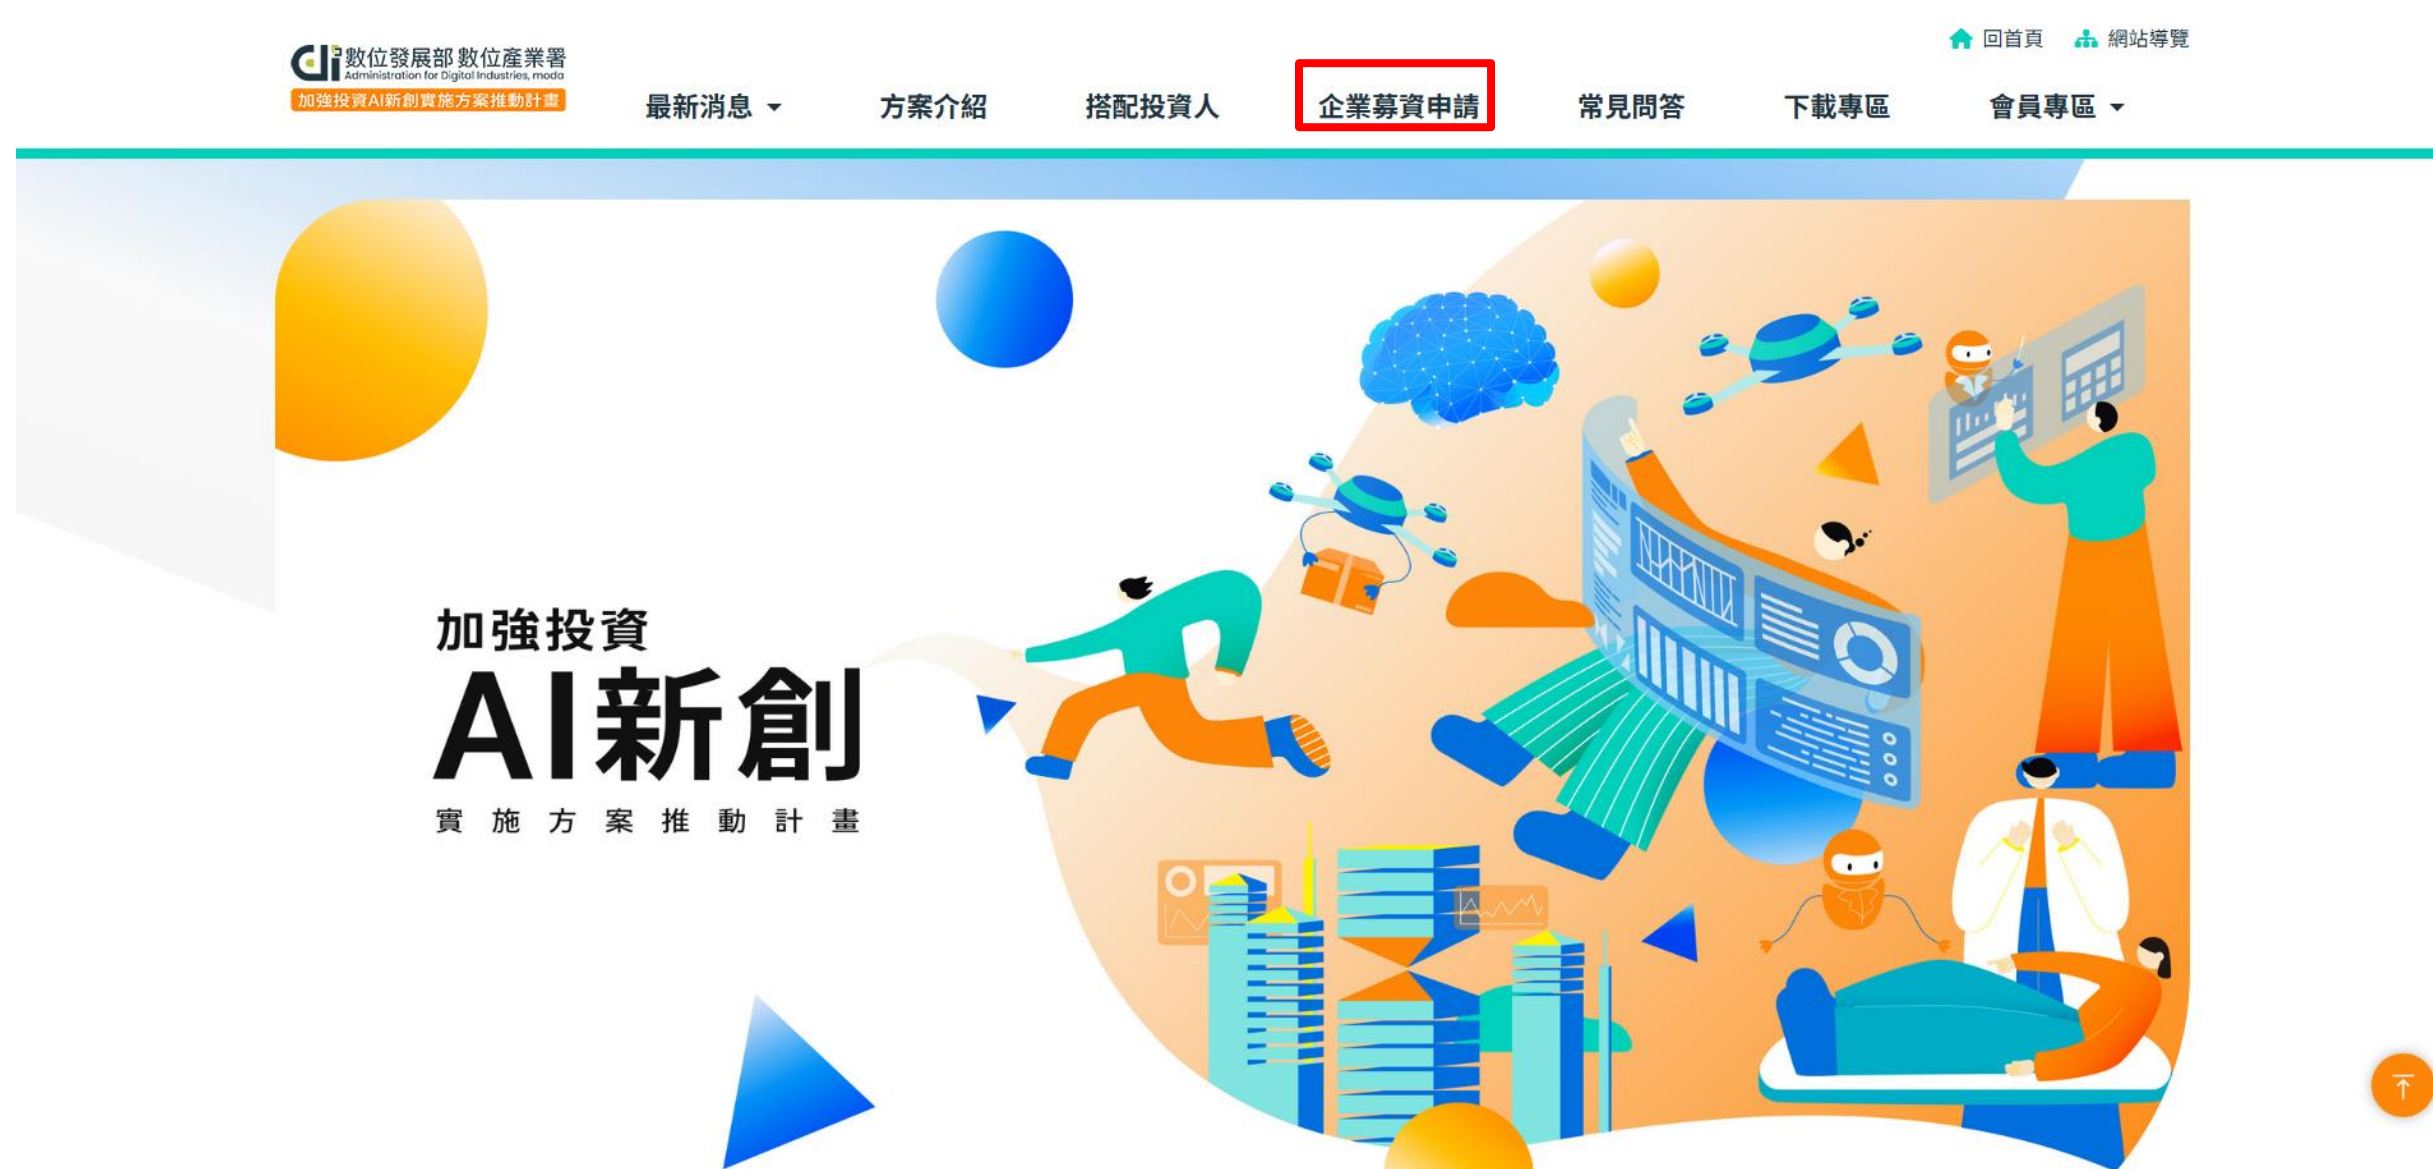 回首頁 網站導覽
數位發展部 數位產業署
Administration for Digital Industries, moda
加強投資AI新創實施方案推動計畫
最新消息 方案介紹 搭配投資人 企業募資申請 常見問答 下載專區 會員專區
加強投資
AI新創
實施方案推動計畫